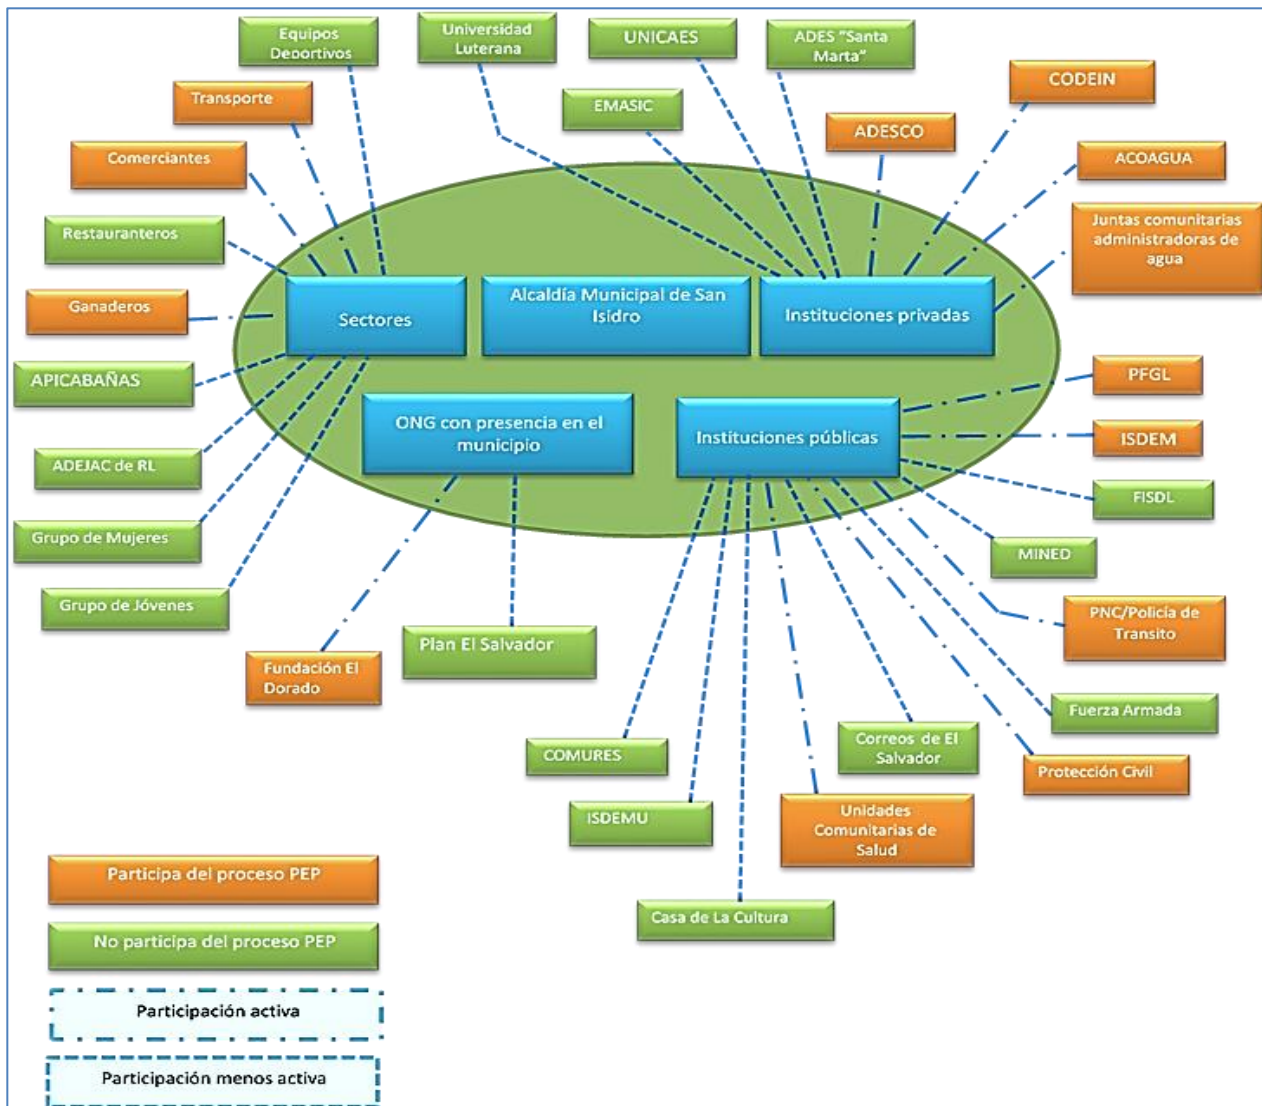 Equipos
Deportivos
Universidad
Luterana
UNICAES
ADES "Santa
Marta"
Transporte
EMASIC
CODEIN
ADESCO
Comerciantes
ACOAGUA
Restauranteros
Juntas comunitarias
administradoras de
agua
Ganaderos
Sectores
Alcaldía Municipal de San
Isidro
Instituciones privadas
APICABAÑAS
PFGL
ONG con presencia en el
municipio
Instituciones públicas
ISDEM
ADEJAC de RL
FISDL
Grupo de Mujeres
MINED
Grupo de Jóvenes
PNC/Policía de
Transito
Plan El Salvador
Fundación El
Dorado
Fuerza Armada
COMURES
Correos de El
Salvador
Protección Civil
ISDEMU
Unidades
Comunitarias de
Salud
Casa de La Cultura
Participa del proceso PEP
No participa del proceso PEP
Participación activa
Participación menos activa